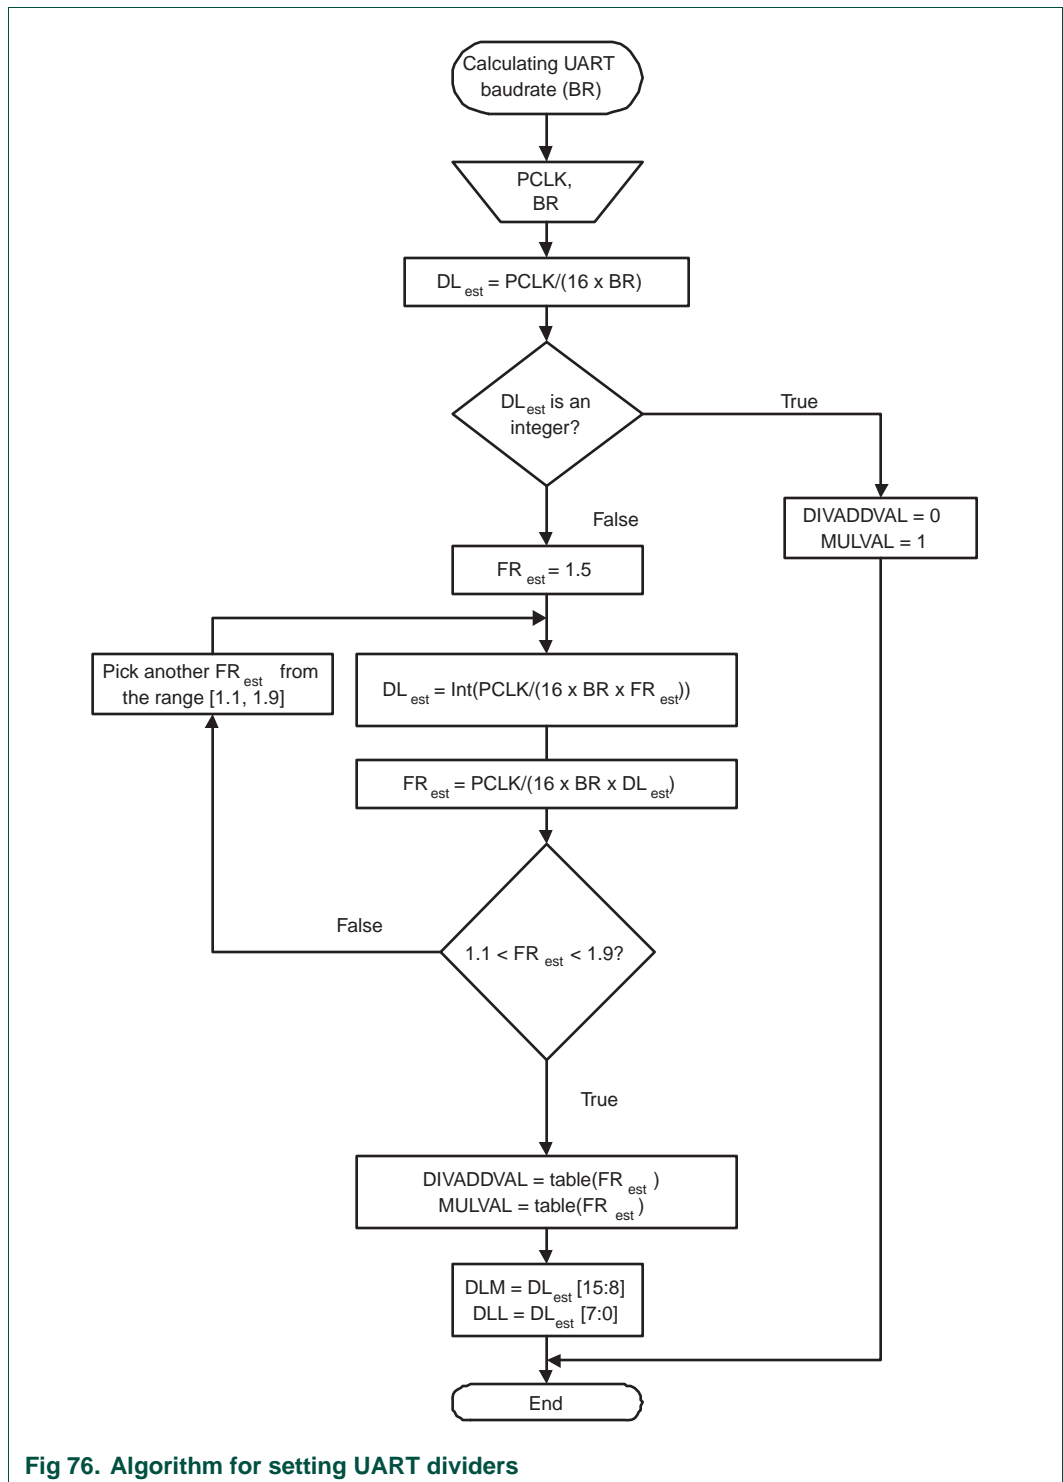 Calculating UART
baudrate (BR)
PCLK,
BR
DL est = PCLK/(16 x BR)
DL est is an
integer?
True
False
DIVADDVAL = 0
MULVAL = 1
FR est = 1.5
Pick another FR est from
the range [1.1, 1.9]
DL est = Int(PCLK/(16 x BR x FR est))
FR est = PCLK/(16 x BR x DL est)
False
1.1 < FR est < 1.9?
True
DIVADDVAL = table(FR est )
MULVAL = table(FR est )
DLM = DL est [15:8]
DLL = DL est [7:0]
End
Fig 76. Algorithm for setting UART dividers